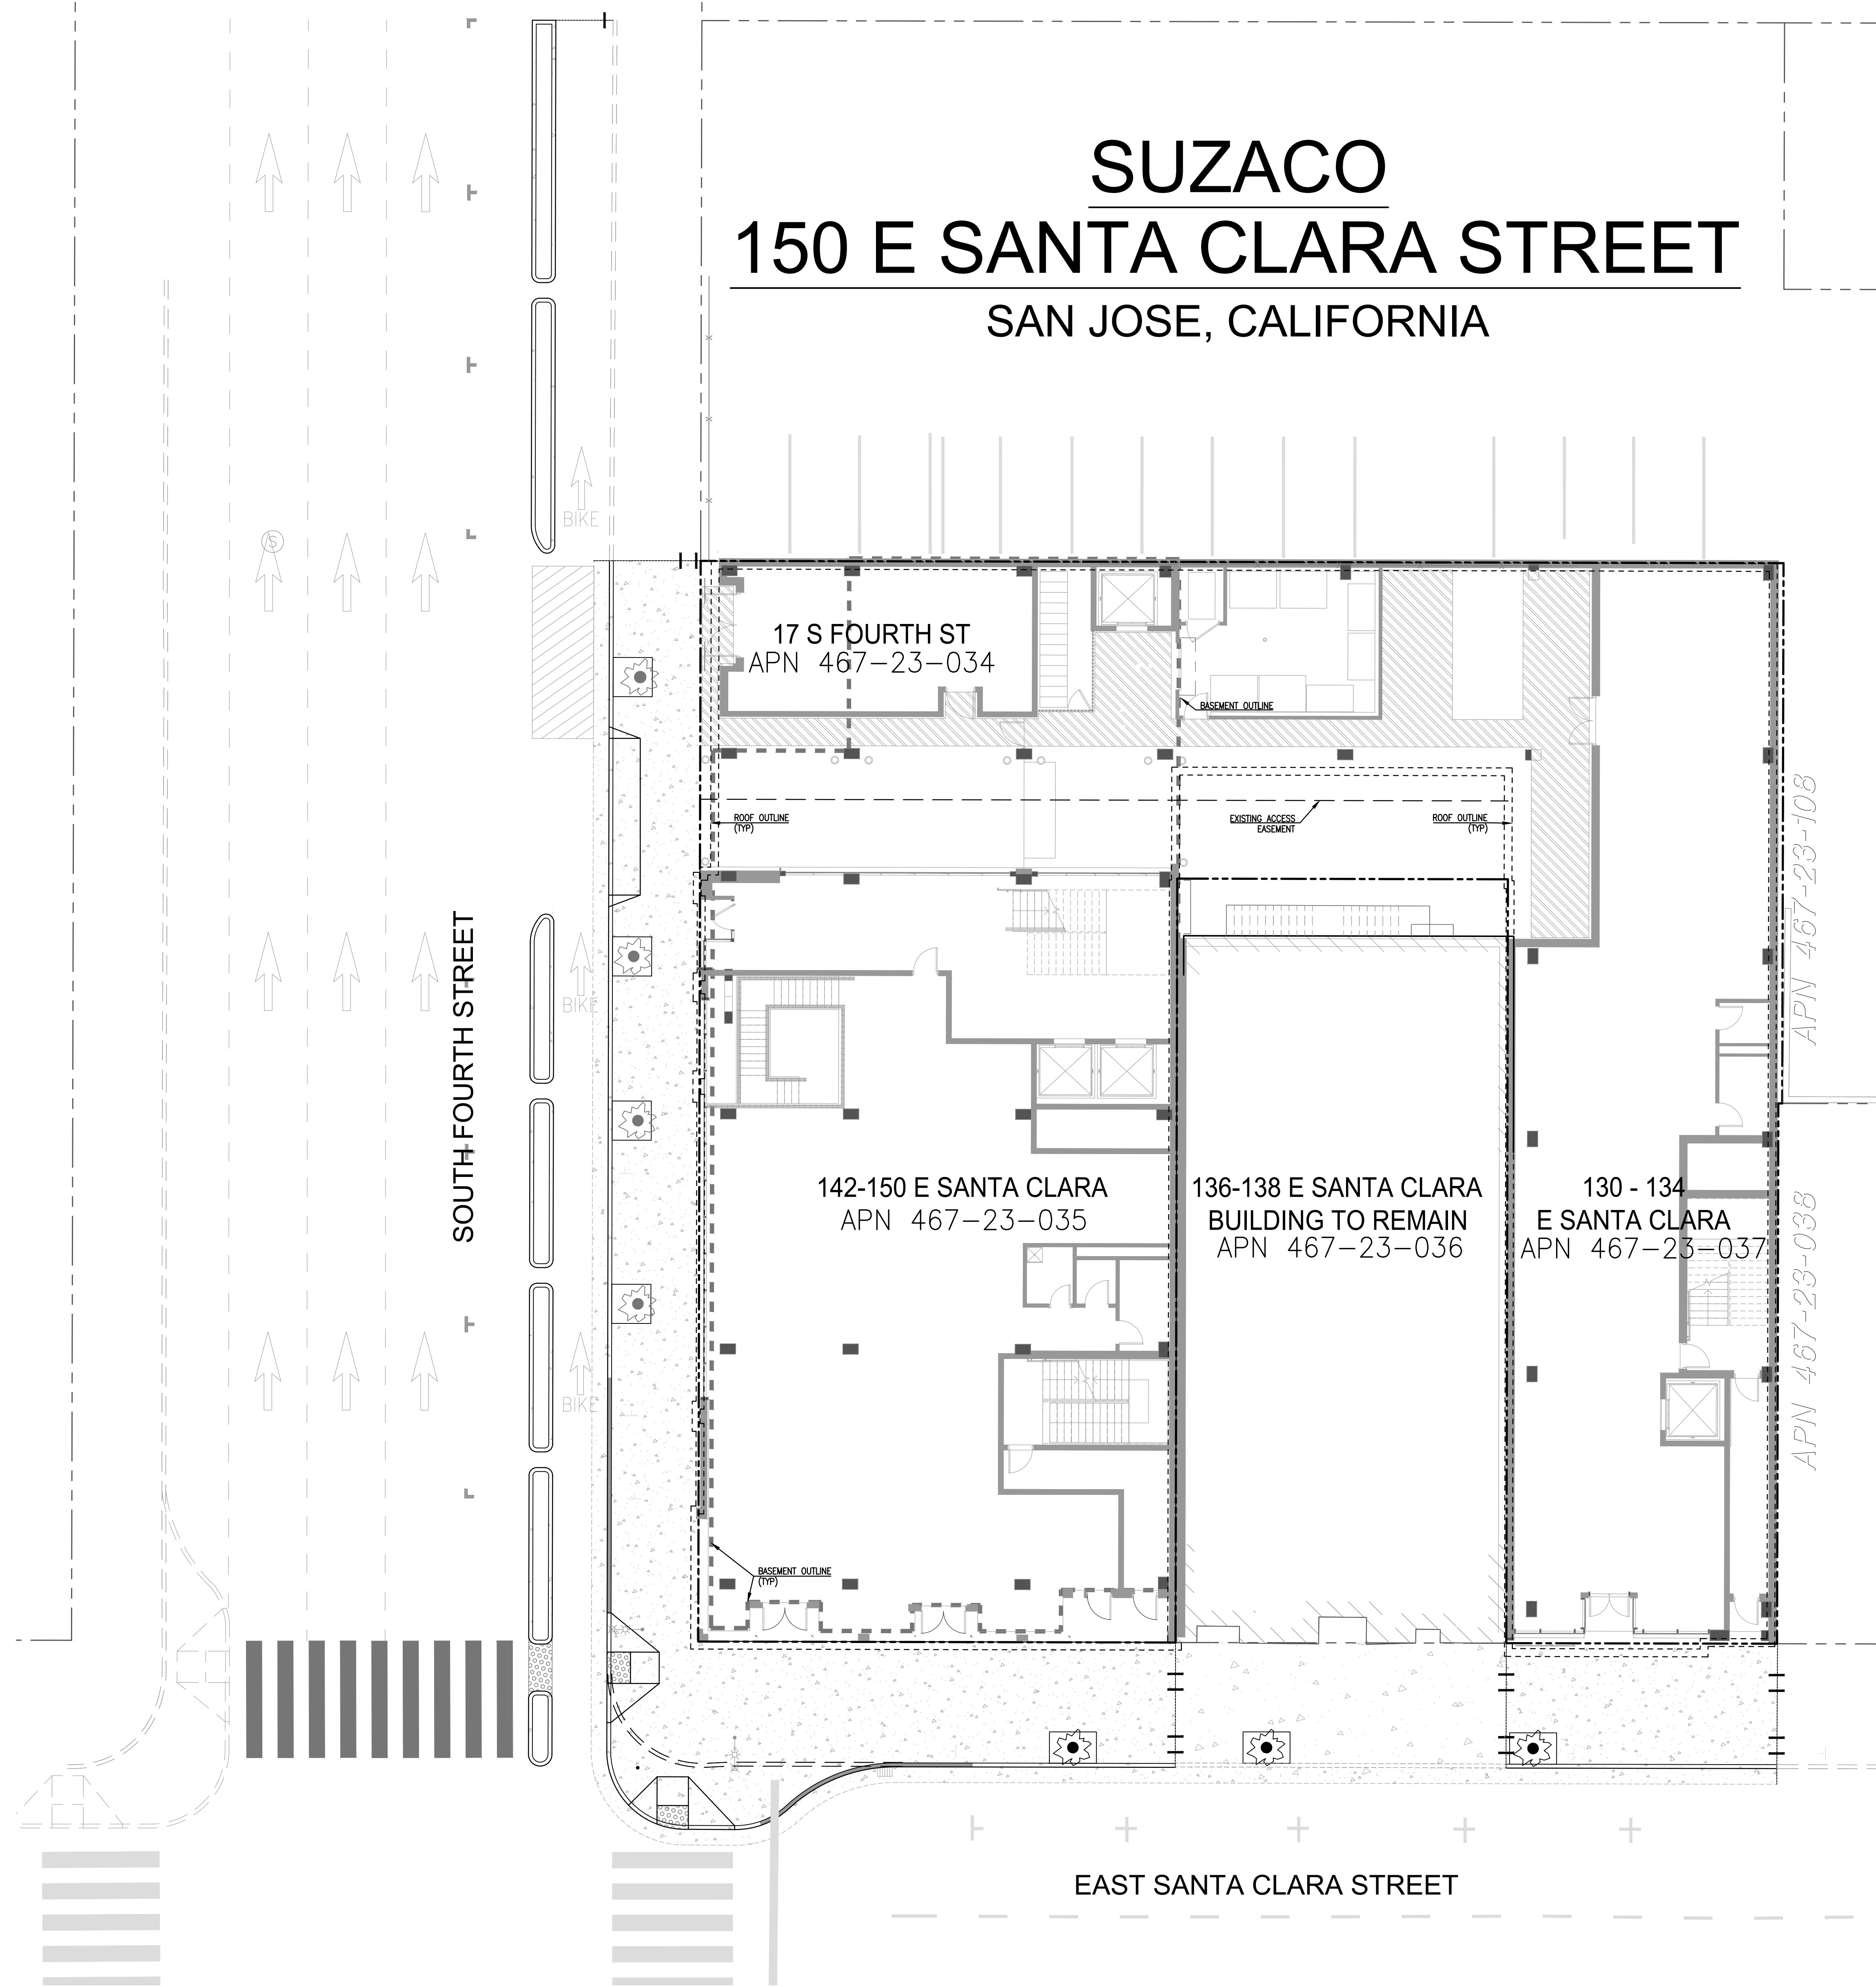 SUZACO
150 E SANTA CLARA STREET
SAN JOSE, CALIFORNIA
BIKE
S
17 S FOURTH ST
APN 467-23-034
BASEMENT OUTLINE
ROOF OUTLINE
(TYP)
EXISTING ACCESS
EASEMENT
ROOF OUTLINE
(TYP)
APN 467-23-108
SOUTH FOURTH STREET
BIKE
142-150 E SANTA CLARA
APN 467-23-035
136-138 E SANTA CLARA
BUILDING TO REMAIN
APN 467-23-036
130 - 134
E SANTA CLARA
APN 467-23-037
APN 467-23-038
BIKE
BASEMENT OUTLINE
(TYP)
EAST SANTA CLARA STREET